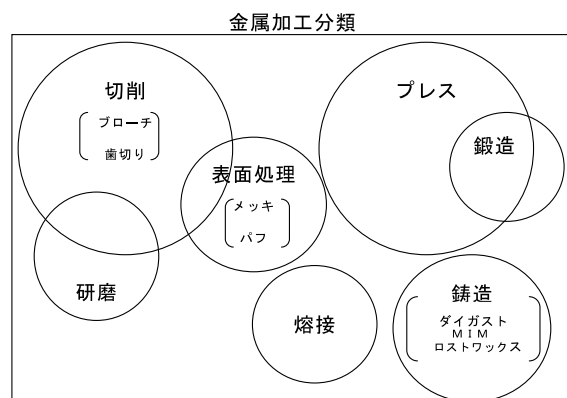 金属加工分類
切削
ブローチ
歯切り
プレス
鍛造
表面処理
メッキ
パフ
研磨
熔接
鋳造
ダイガスト
MIM
ロストワックス